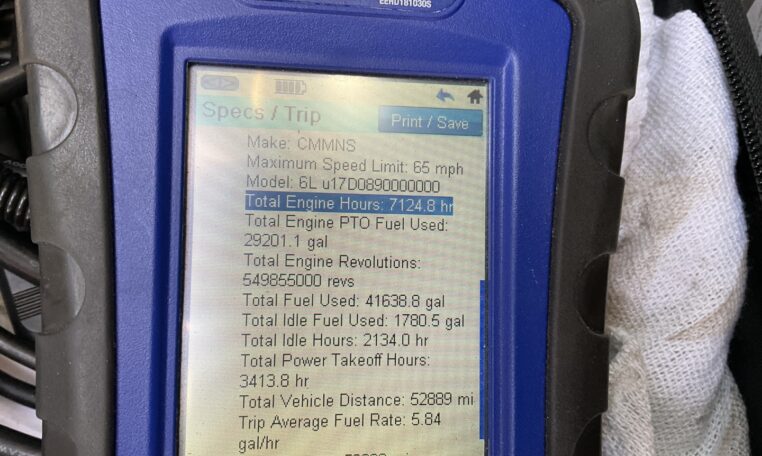 EEHD181030S
Specs / Trip
Print / Save
Make: CMMNS
Maximum Speed Limit: 65 mph
Model: 6L u17D0890000000
Total Engine Hours: 7124.8 hr
Total Engine PTO Fuel Used:
29201.1 gal
Total Engine Revolutions:
549855000 revs
Total Fuel Used: 41638.8 gal
Total Idle Fuel Used: 1780.5 gal
Total Idle Hours: 2134.0 hr
Total Power Takeoff Hours:
3413.8 hr
Total Vehicle Distance: 52889 mi
Trip Average Fuel Rate: 5.84
gal/hr